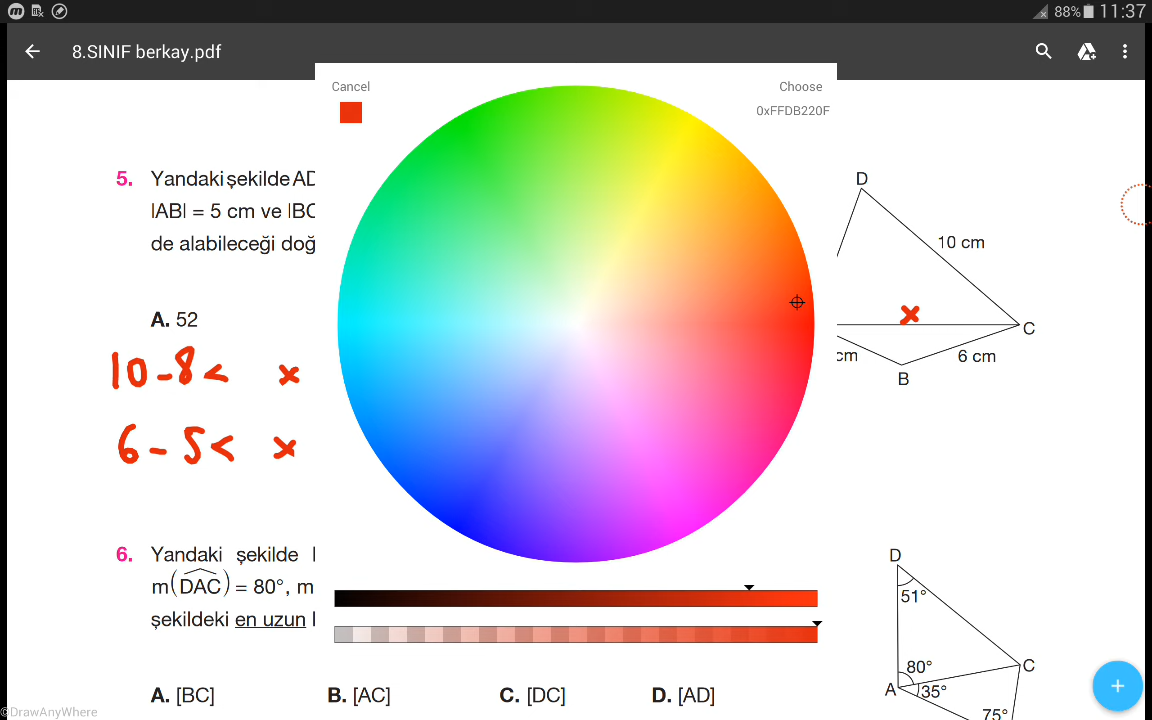 88% 11:37
8.SINIF berkay.pdf
Cancel
Choose
0xFFDB220F
5. Yandaki şekilde AD
|AB| = 5 cm ve |BC
de alabileceği doğ
A. 52
10-8< x
6-5< x
D
10 cm
x
C
cm
6 cm
B
6. Yandaki şekilde
m(DAC) = 80°, m
şekildeki en uzun
A. [BC] B. [AC] C. [DC] D. [AD]
D
51°
80°
C
A
35°
75°
©DrawAnyWhere